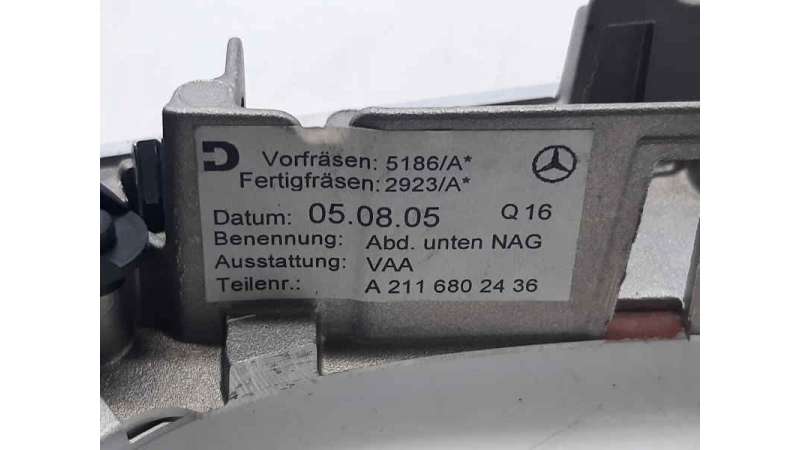 D Vorfräsen: 5186/A*
Fertigfräsen: 2923/A*
Datum: 05.08.05 Q 16
Benennung: Abd. unten NAG
Ausstattung: VAA
Teilenr.: A 211 680 24 36